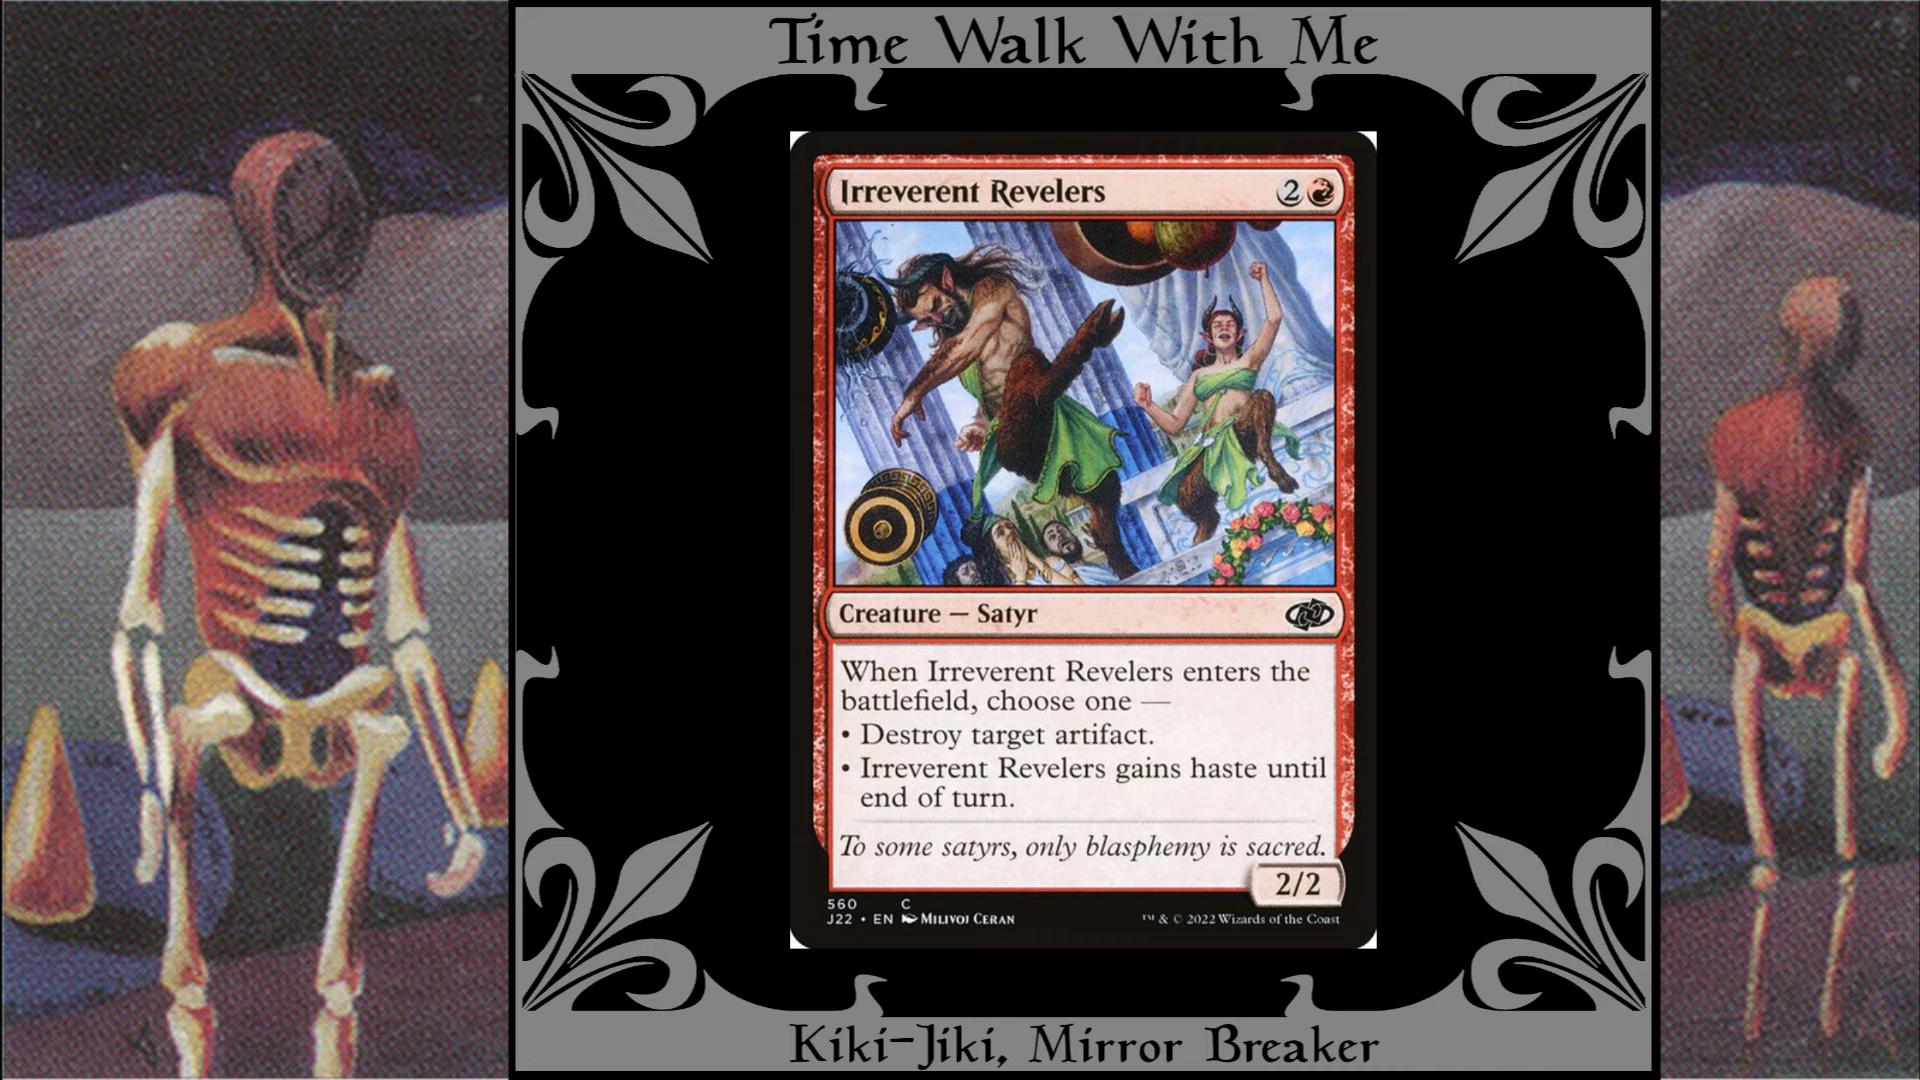 Time Walk With Me
Irreverent Revelers 2
Creature — Satyr
When Irreverent Revelers enters the
battlefield, choose one —
• Destroy target artifact.
• Irreverent Revelers gains haste until
end of turn.
To some satyrs, only blasphemy is sacred.
2/2
560 C
J22 • EN Milivoj Ceran ™ & © 2022 Wizards of the Coast
Kiki-Jiki, Mirror Breaker